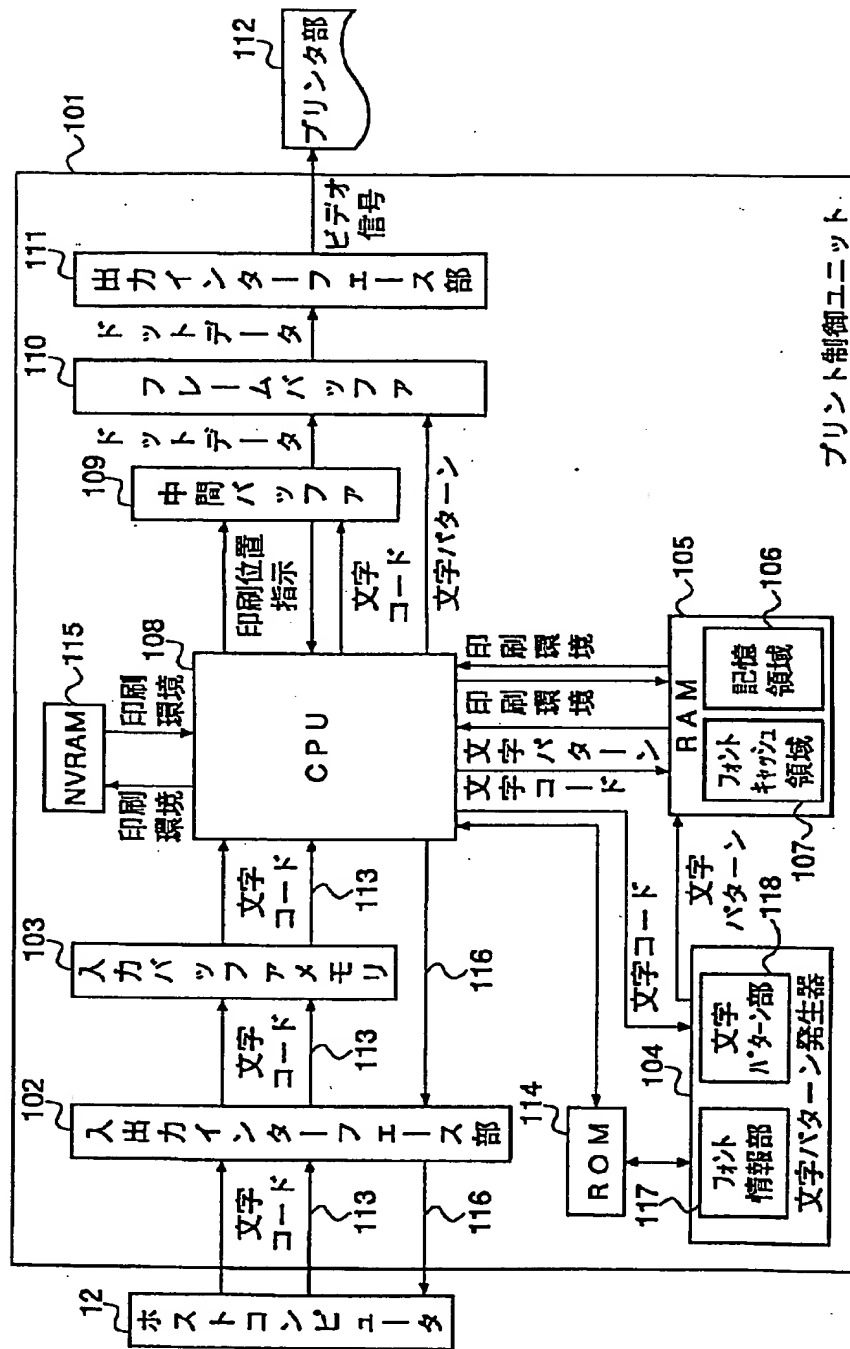 12
ホストコンピュータ
文字
コード
113
116
102
入出力インターフェース部
文字
コード
113
103
入力バッファメモリ
文字
コード
113
116
NVRAM
115
印刷
環境
印刷
環境
108
CPU
印刷位置
指示
文字
コード
文字パターン
109
中間バッファ
ドットデータ
110
フレームバッファ
ドットデータ
111
出力インターフェース部
ビデオ
信号
101
112
プリンタ部
114
ROM
文字コード
文字コード
文字パターン
印刷環境
印刷環境
文字
パターン
104
117
フォント
情報部
118
文字
パターン部
文字パターン発生器
105
RAM
107
フォント
キャッシュ
領域
106
記憶
領域
プリント制御ユニット